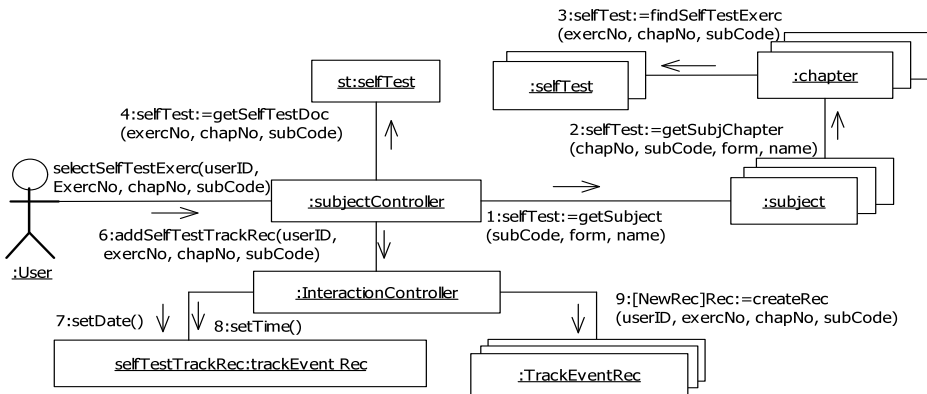 3:selfTest:=findSelfTestExerc
(exercNo, chapNo, subCode)
st:selfTest
:selfTest
:chapter
4:selfTest:=getSelfTestDoc
(exercNo, chapNo, subCode)
2:selfTest:=getSubjChapter
(chapNo, subCode, form, name)
selectSelfTestExerc(userID,
ExercNo, chapNo, subCode)
:subjectController
:subject
1:selfTest:=getSubject
(subCode, form, name)
6:addSelfTestTrackRec(userID,
exercNo, chapNo, subCode)
:User
:InteractionController
7:setDate()
8:setTime()
9:[NewRec]Rec:=createRec
(userID, exercNo, chapNo, subCode)
selfTestTrackRec:trackEvent Rec
:TrackEventRec